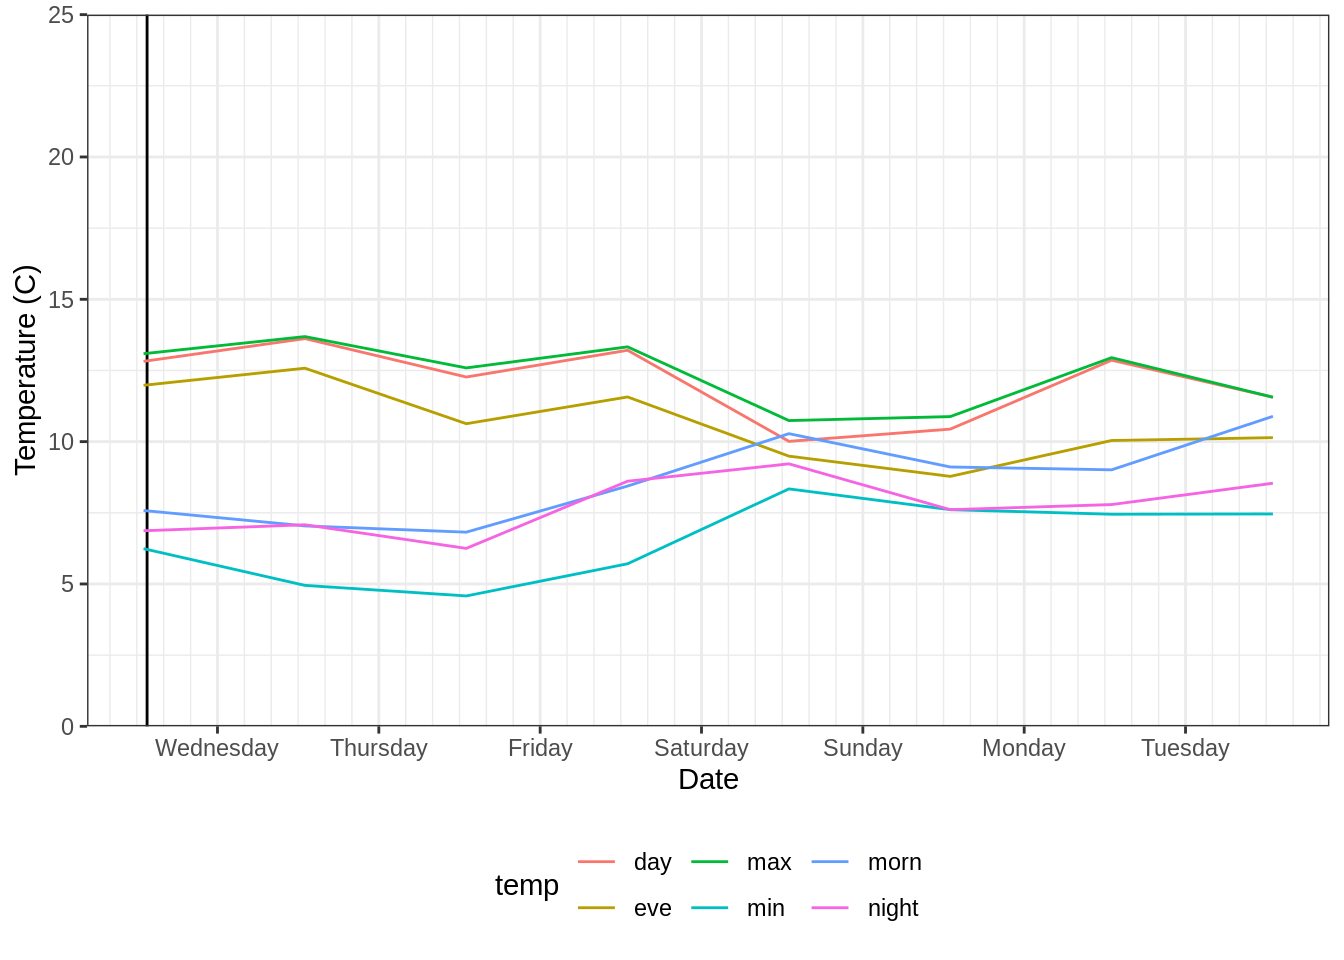 25
20
15
10
5
0
Temperature (C)
Wednesday Thursday Friday Saturday Sunday Monday Tuesday
Date
temp
day max morn
eve min night